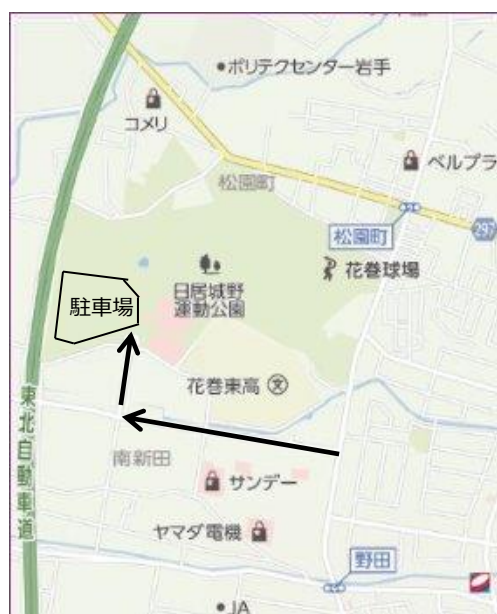 ポリテクセンター岩手
コメリ
ベルプラ
松園町
松園町
297
花巻球場
日居城野
運動公園
駐車場
花巻東高
文
東北自動車道
南新田
サンデー
ヤマダ電機
野田
JA